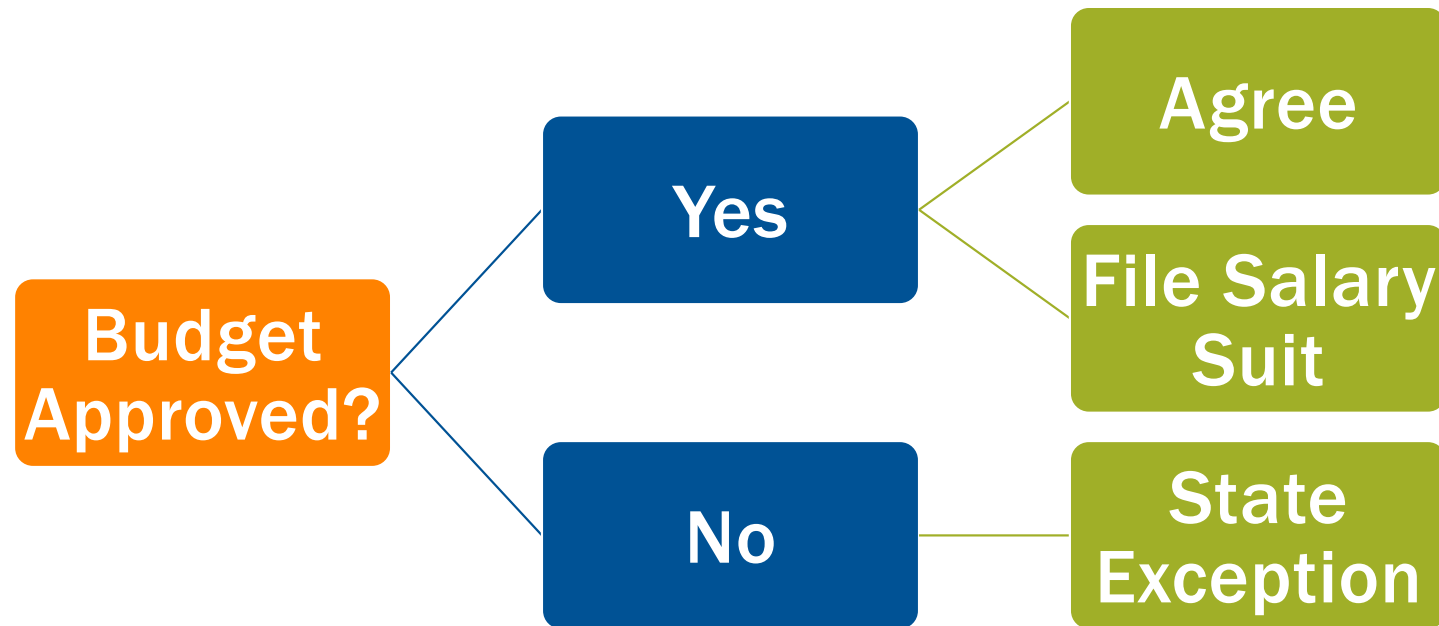 Budget
Approved?
Yes
No
Agree
File Salary
Suit
State
Exception